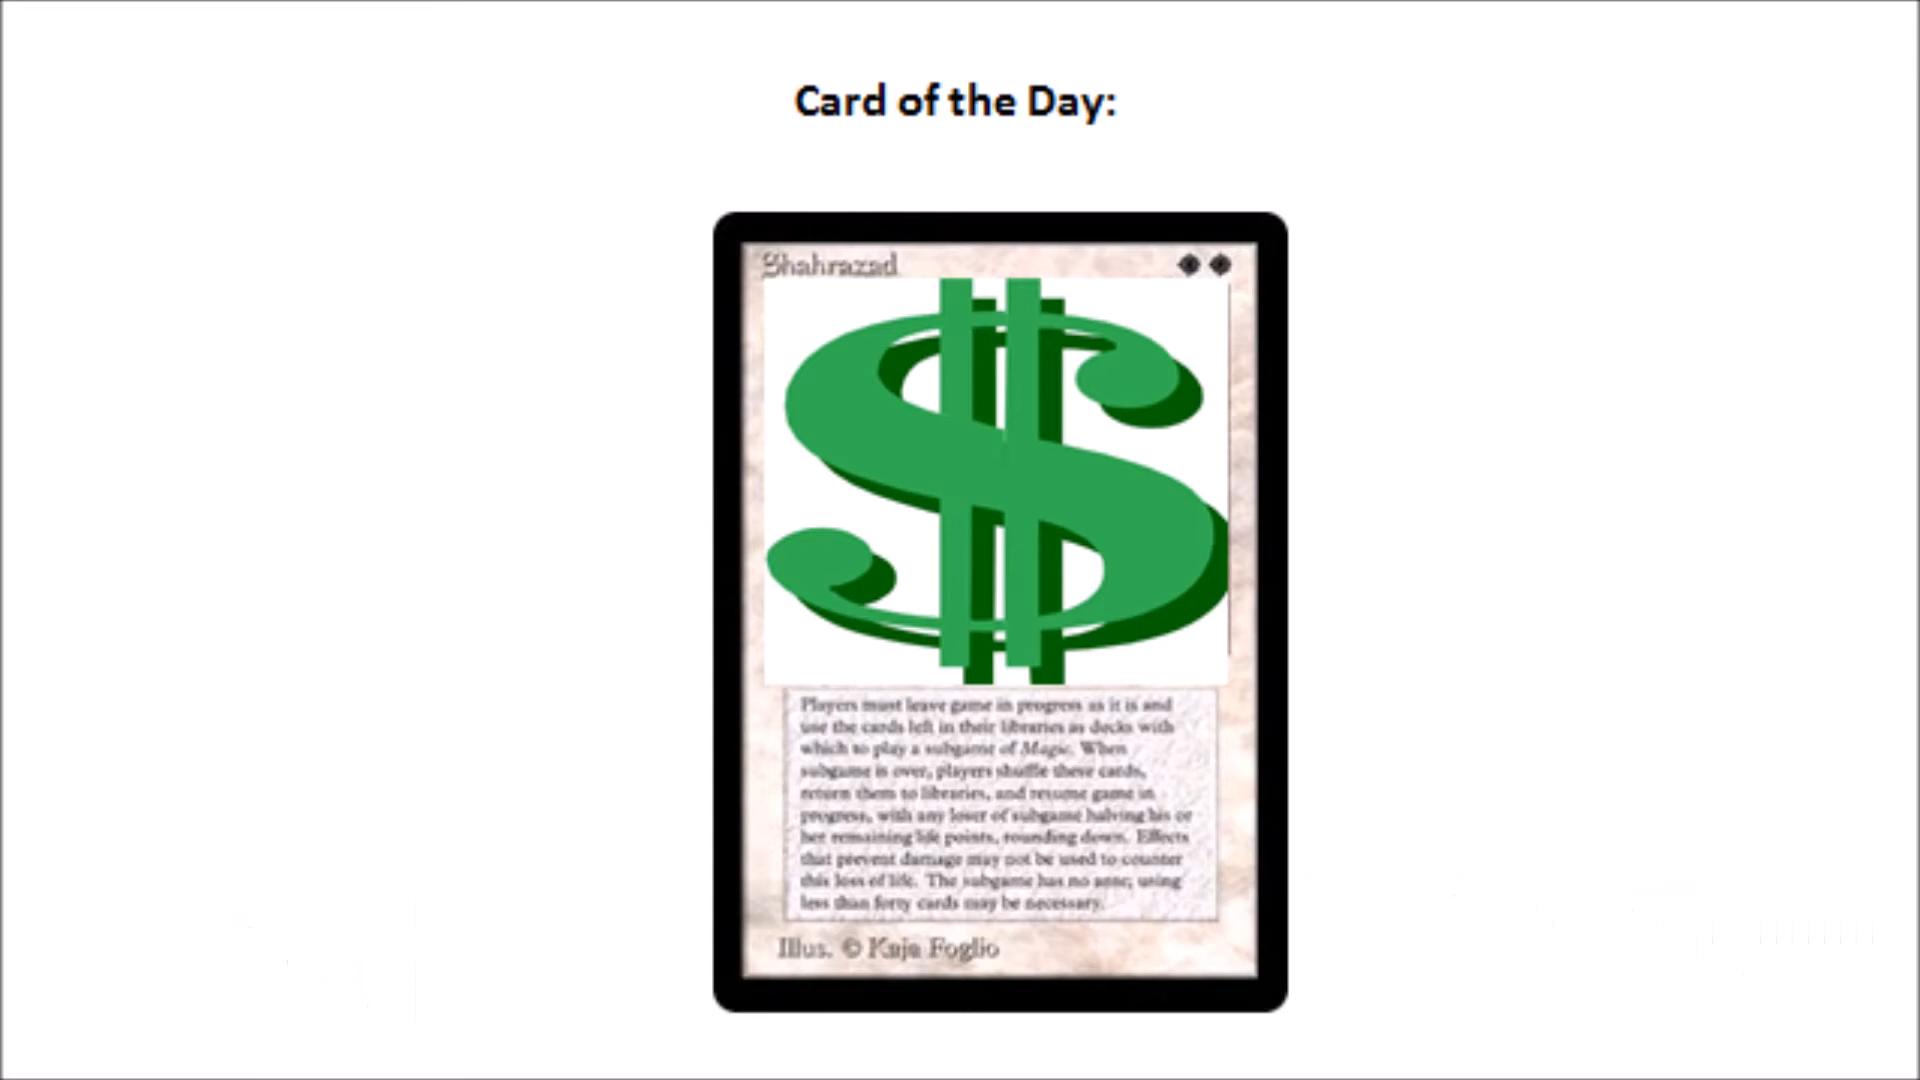 Card of the Day:
Shahrazad
$
Players must leave game in progress as it is and
use the cards left in their libraries as decks with
which to play a subgame of Magic. When
subgame is over, players shuffle these cards,
return them to libraries, and resume game in
progress, with any loser of subgame halving his or
her remaining life points, rounding down. Effects
that prevent damage may not be used to counter
this loss of life. The subgame has no ante; using
less than forty cards may be necessary.
Illus. © Kaja Foglio